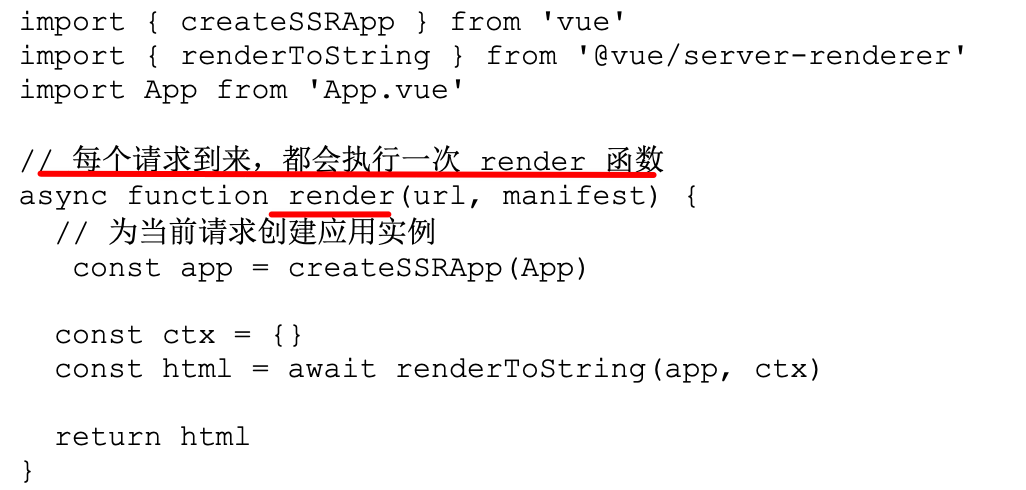 import { createSSRApp } from 'vue'
import { renderToString } from '@vue/server-renderer'
import App from 'App.vue'
// 每个请求到来，都会执行一次 render 函数
async function render(url, manifest) {
// 为当前请求创建应用实例
const app = createSSRApp(App)
const ctx = {}
const html = await renderToString(app, ctx)
return html
}